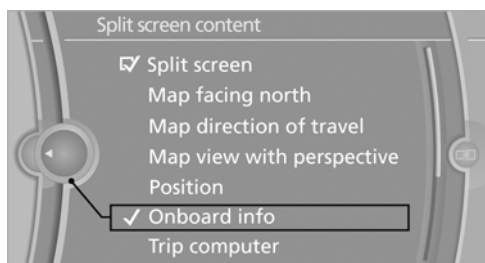 Split screen content
Split screen
Map facing north
Map direction of travel
Map view with perspective
Position
Onboard info
Trip computer